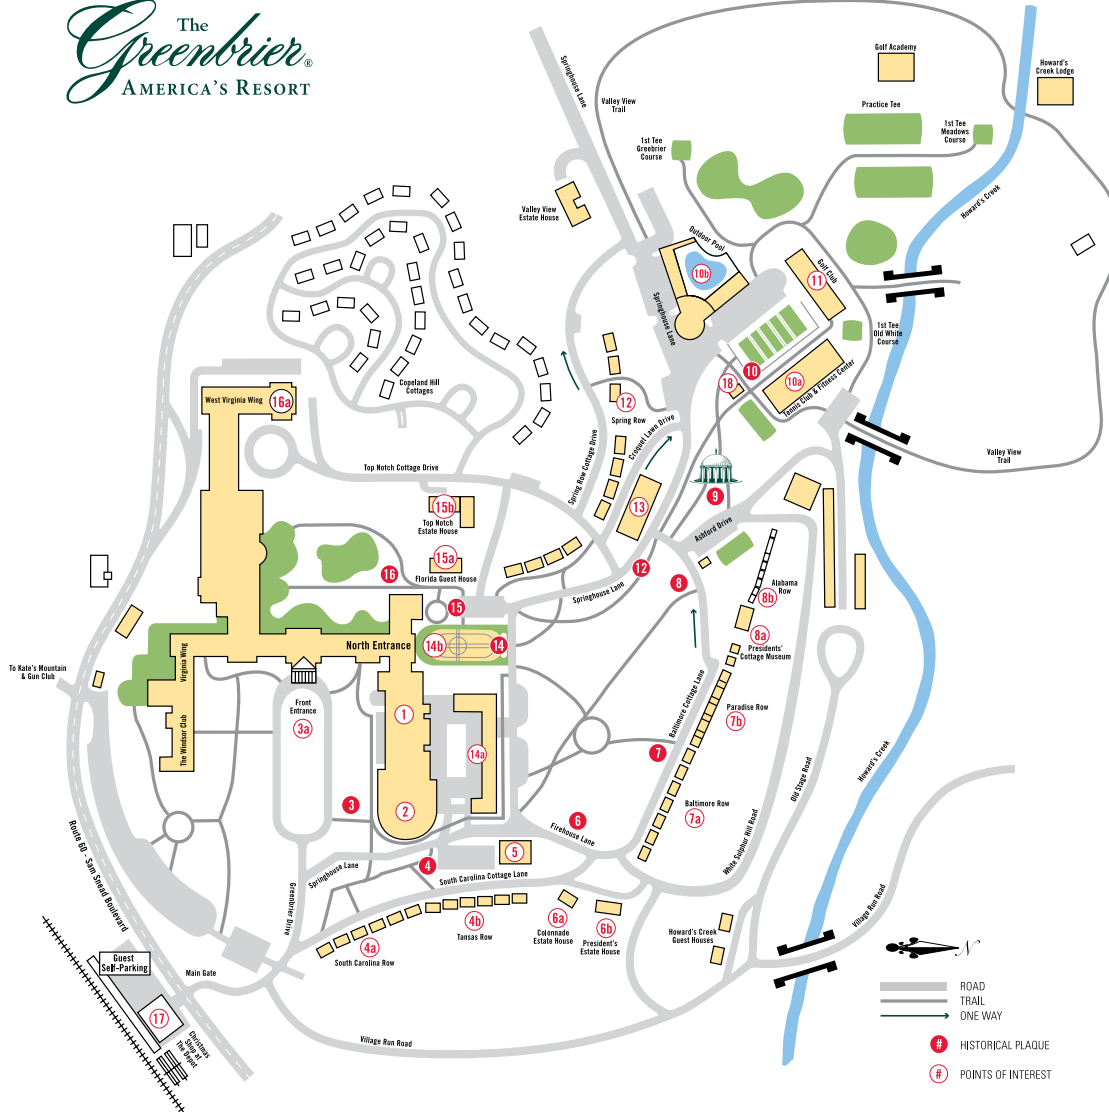 The
Greenbrier®
AMERICA'S RESORT
Springhouse Lane
Valley View
Trail
Golf Academy
Howard's
Creek Lodge
Practice Tee
1st Tee
Meadows
Course
1st Tee
Greebrier
Course
Valley View
Estate House
Howard's Creek
Outdoor Pool
10b
Golf Club
11
Springhouse Lane
1st Tee
Old White
Course
10
18
10a
Tennis Club & Fitness Center
Copeland Hill
Cottages
West Virginia Wing
16a
12
Spring Row
Croquet Lawn Drive
Spring Row Cottage Drive
Valley View
Trail
Top Notch Cottage Drive
9
13
15b
Top Notch
Estate House
Ashford Drive
15a
Florida Guest House
16
12
8
Alabama
Row
8b
Springhouse Lane
15
8a
Presidents'
Cottage Museum
North Entrance
14b
14
To Kate's Mountain
& Gun Club
Virginia Wing
The Windsor Club
Front
Entrance
3a
1
14a
Baltimore Cottage Lane
Paradise Row
7b
7
Howard's Creek
Old Stage Road
3
2
6
Firehouse Lane
Baltimore Row
7a
White Sulphur Hill Road
Route 60 - Sam Snead Boulevard
Springhouse Lane
4
5
South Carolina Cottage Lane
Greenbrier Drive
4b
Tansas Row
4a
South Carolina Row
6a
Colonnade
Estate House
6b
President's
Estate House
Howard's Creek
Guest Houses
Village Run Road
N
Guest
Self-Parking
Main Gate
17
Christmas
Shop at
The Depot
Village Run Road
ROAD
TRAIL
ONE WAY
# HISTORICAL PLAQUE
# POINTS OF INTEREST